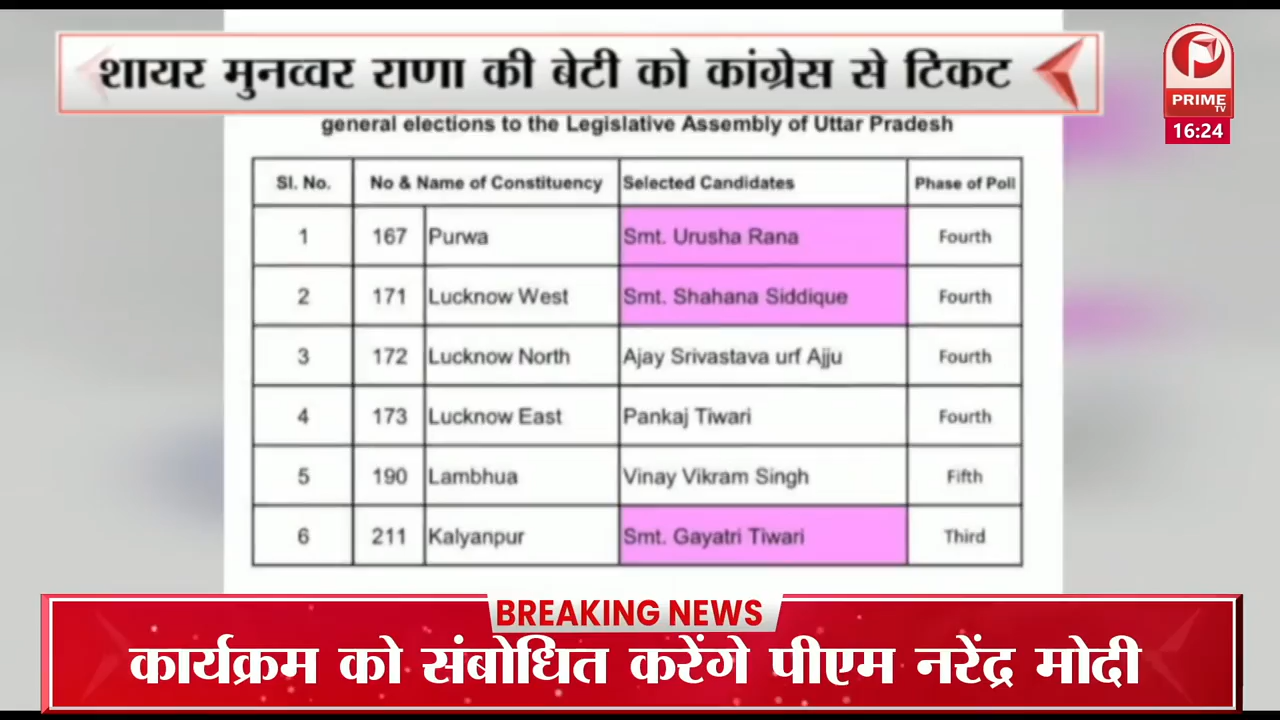 शायर मुनव्वर राणा की बेटी को कांग्रेस से टिकट
PRIME
TV
16:24
general elections to the Legislative Assembly of Uttar Pradesh
Sl. No. No & Name of Constituency Selected Candidates Phase of Poll
1 167 Purwa Smt. Urusha Rana Fourth
2 171 Lucknow West Smt. Shahana Siddique Fourth
3 172 Lucknow North Ajay Srivastava urf Ajju Fourth
4 173 Lucknow East Pankaj Tiwari Fourth
5 190 Lambhua Vinay Vikram Singh Fifth
6 211 Kalyanpur Smt. Gayatri Tiwari Third
BREAKING NEWS
कार्यक्रम को संबोधित करेंगे पीएम नरेंद्र मोदी